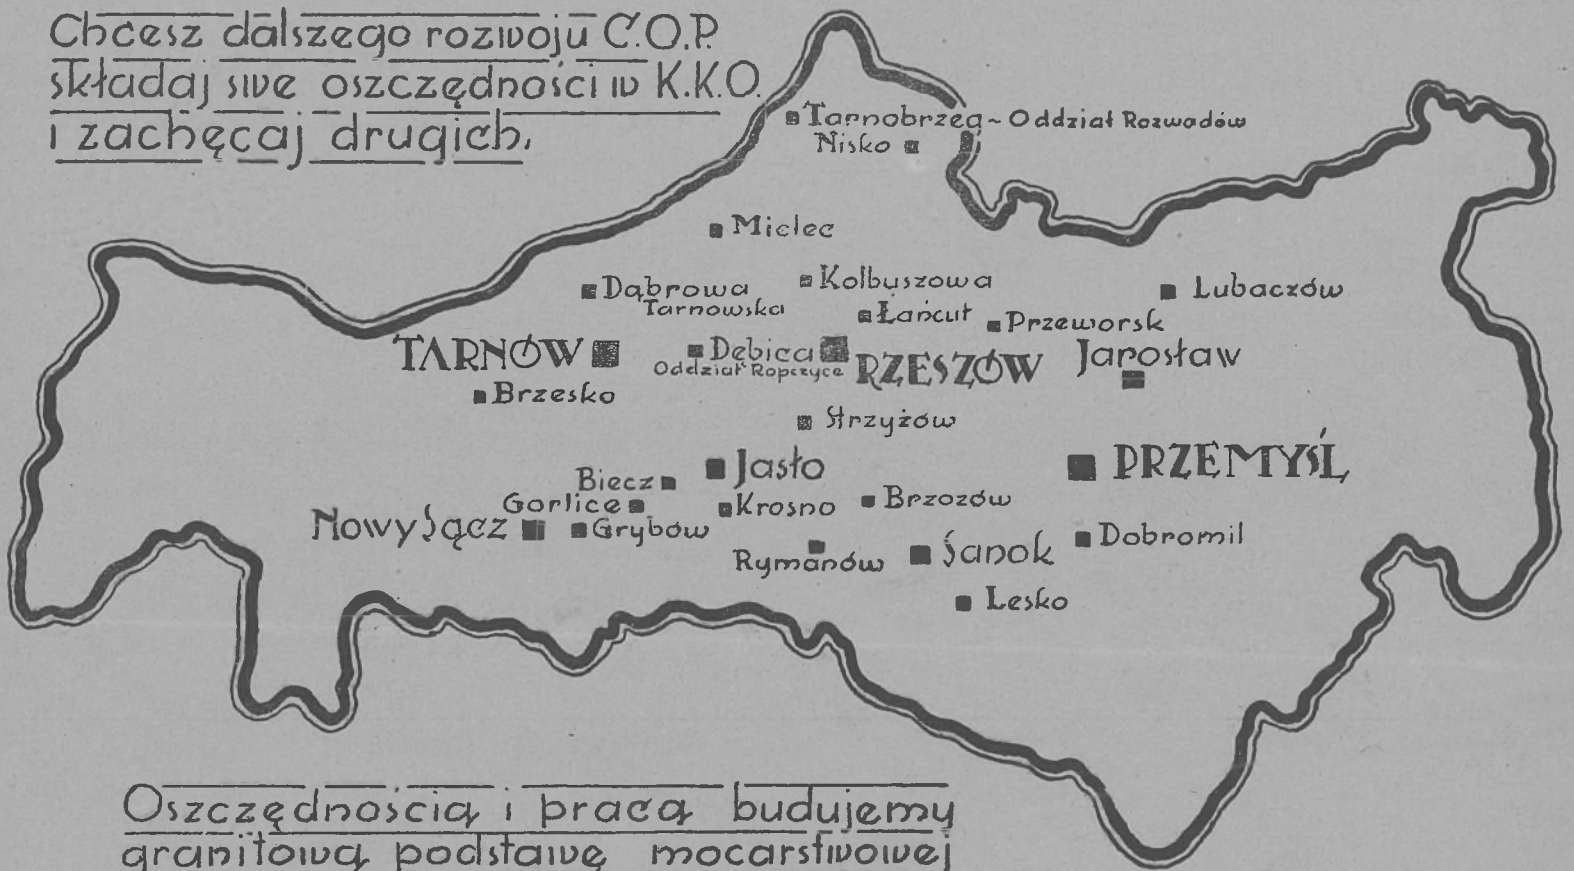 Chcesz dalszego rozwoju C.O.P.
składaj swe oszczędności w K.K.O.
i zachęcaj drugich.
Tarnobrzeg ~ Oddział Rozwadów
Nisko
Mielec
Dąbrowa
Tarnowska
Kolbuszowa
Lubaczów
Łańcut
Przeworsk
TARNÓW
Dębica
Oddział Ropczyce
RZESZÓW
Jarosław
Brzesko
Strzyżów
Jasło
PRZEMYŚL
Biecz
Gorlice
Krosno
Brzozów
Nowy Sącz
Grybów
Rymanów
Sanok
Dobromil
Lesko
Oszczędnością i pracą budujemy
granitową podstawę mocarstwowej